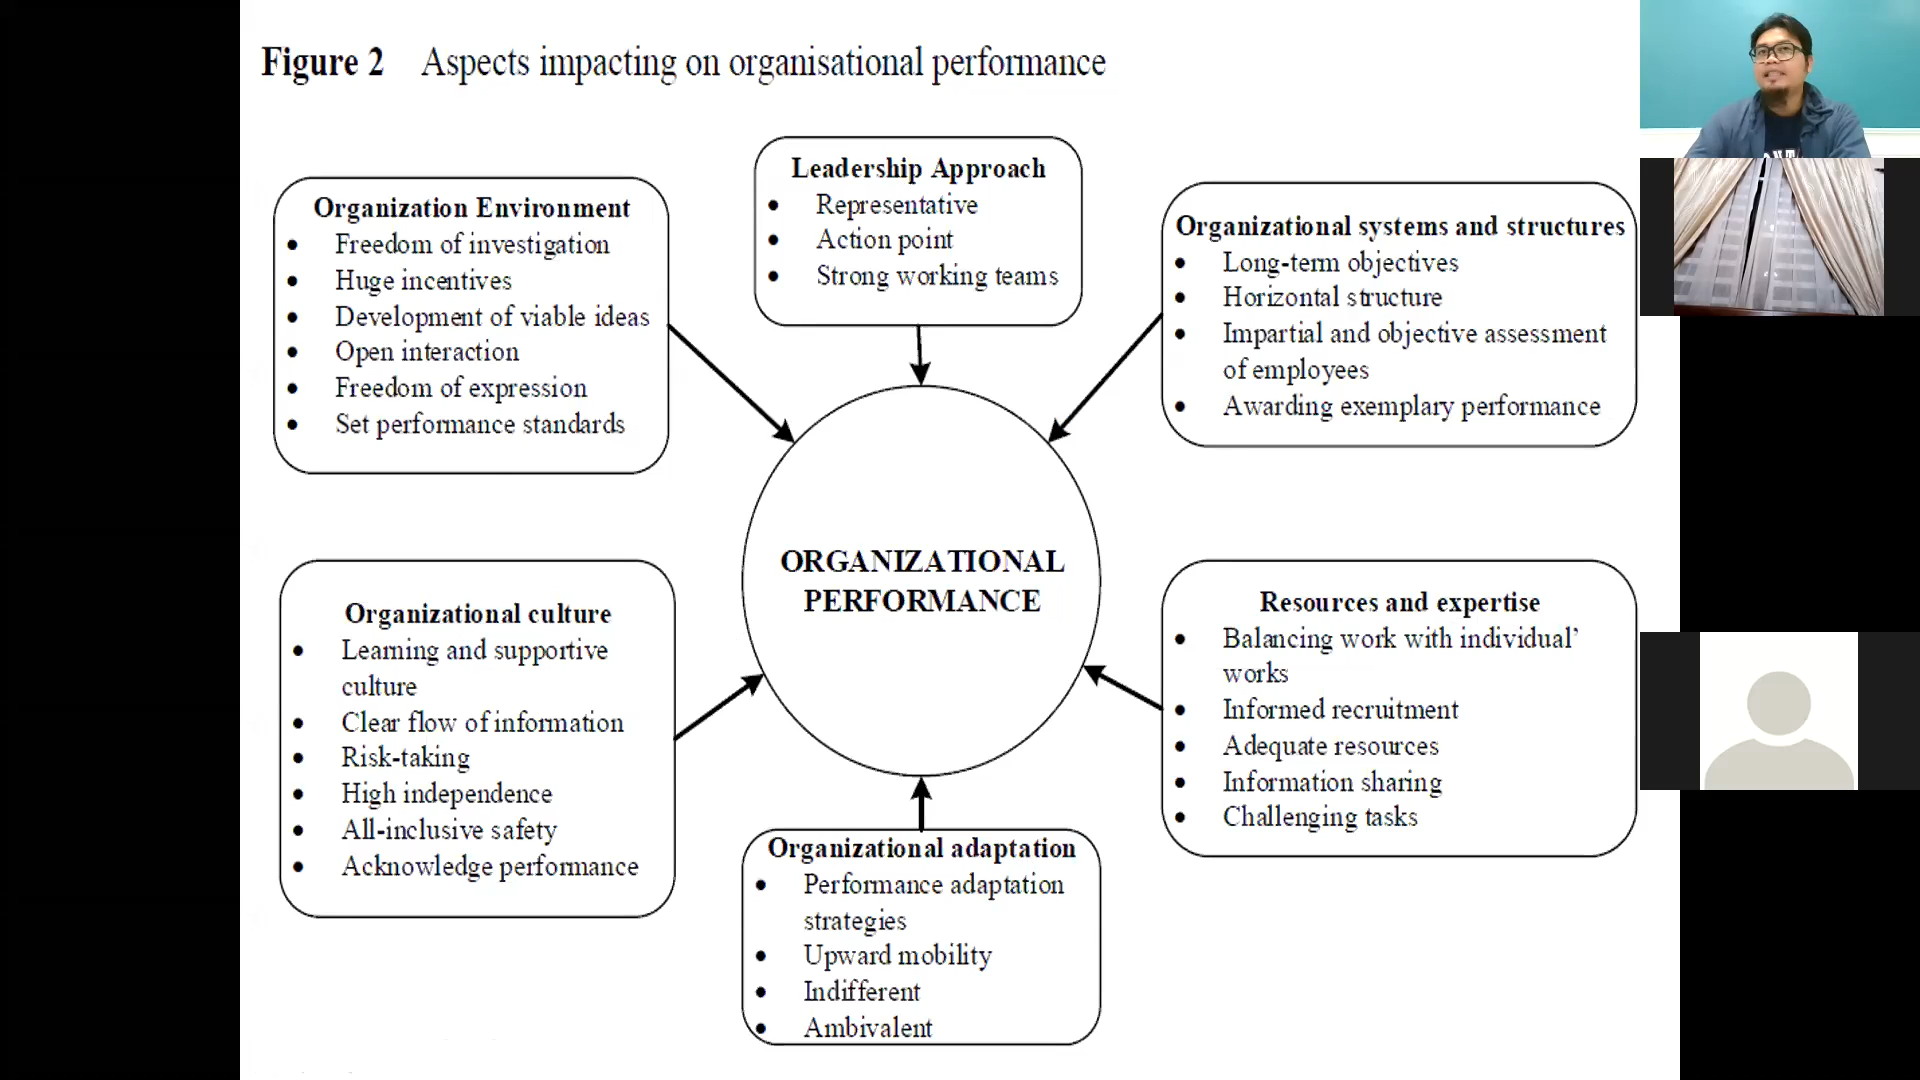 Figure 2 Aspects impacting on organisational performance
Leadership Approach
• Representative
• Action point
• Strong working teams
Organization Environment
• Freedom of investigation
• Huge incentives
• Development of viable ideas
• Open interaction
• Freedom of expression
• Set performance standards
Organizational systems and structures
• Long-term objectives
• Horizontal structure
• Impartial and objective assessment
of employees
• Awarding exemplary performance
ORGANIZATIONAL
PERFORMANCE
Organizational culture
• Learning and supportive
culture
• Clear flow of information
• Risk-taking
• High independence
• All-inclusive safety
• Acknowledge performance
Resources and expertise
• Balancing work with individual’
works
• Informed recruitment
• Adequate resources
• Information sharing
• Challenging tasks
Organizational adaptation
• Performance adaptation
strategies
• Upward mobility
• Indifferent
• Ambivalent